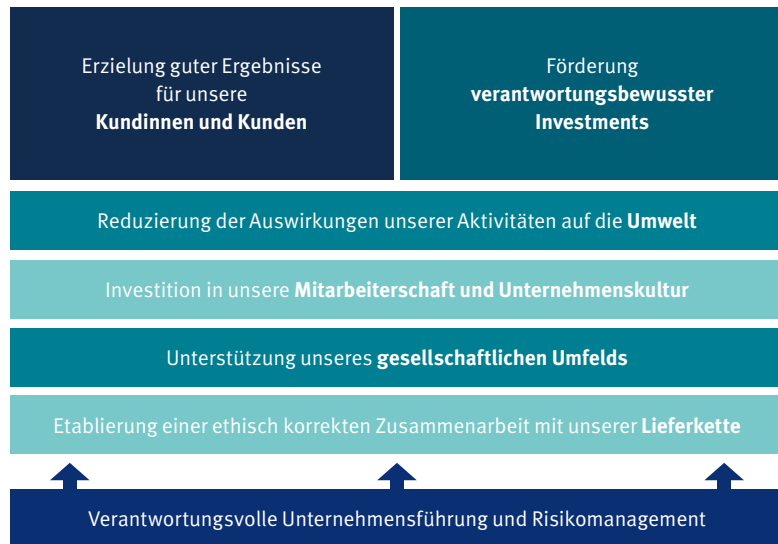 Erzielung guter Ergebnisse
für unsere
Kundinnen und Kunden
Förderung
verantwortungsbewusster
Investments
Reduzierung der Auswirkungen unserer Aktivitäten auf die Umwelt
Investition in unsere Mitarbeiterschaft und Unternehmenskultur
Unterstützung unseres gesellschaftlichen Umfelds
Etablierung einer ethisch korrekten Zusammenarbeit mit unserer Lieferkette
Verantwortungsvolle Unternehmensführung und Risikomanagement